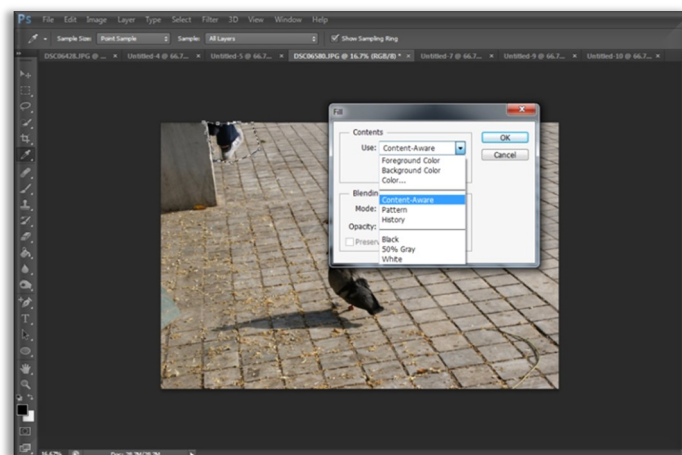 Ps File Edit Image Layer Type Select Filter 3D View Window Help
Sample Size: Point Sample Sample: All Layers Show Sampling Ring
DSC06428.JPG @ ... × Untitled-4 @ 66.7... × Untitled-5 @ 66.7... × DSC06580.JPG @ 16.7% (RGB/8) * × Untitled-7 @ 66.7... × Untitled-9 @ 66.7... × Untitled-10 @ 66.7... ×
Fill
Contents
OK
Use: Content-Aware
Cancel
Foreground Color
Background Color
Color...
Blendin
Content-Aware
Mode: Pattern
History
Opacity:
Preserv Black
50% Gray
White
16.67%